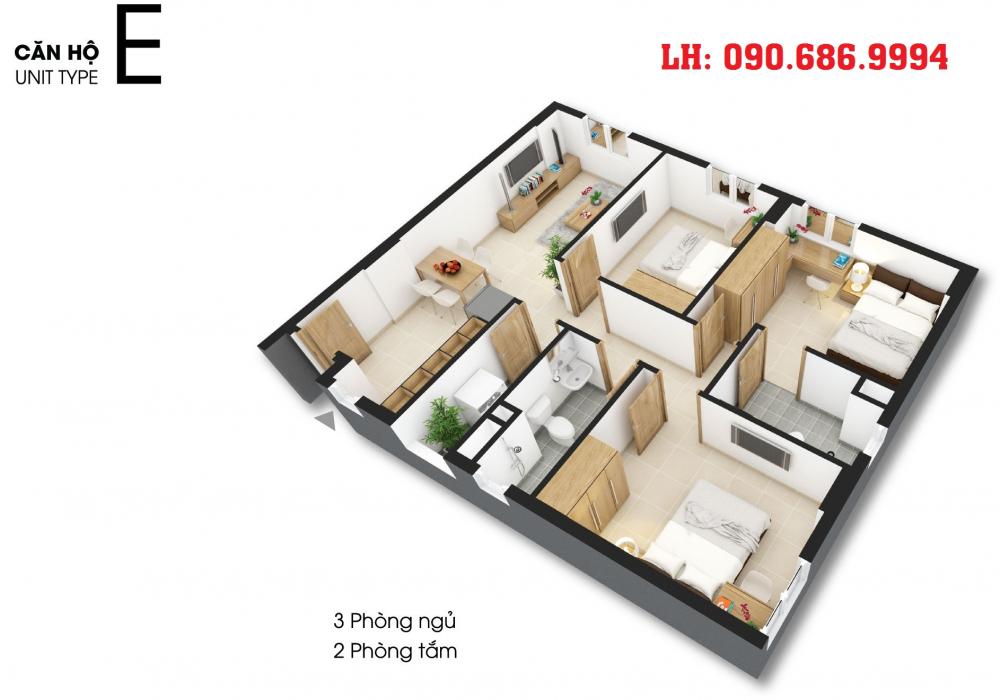 CĂN HỘ E
UNIT TYPE
LH: 090.686.9994
3 Phòng ngủ
2 Phòng tắm